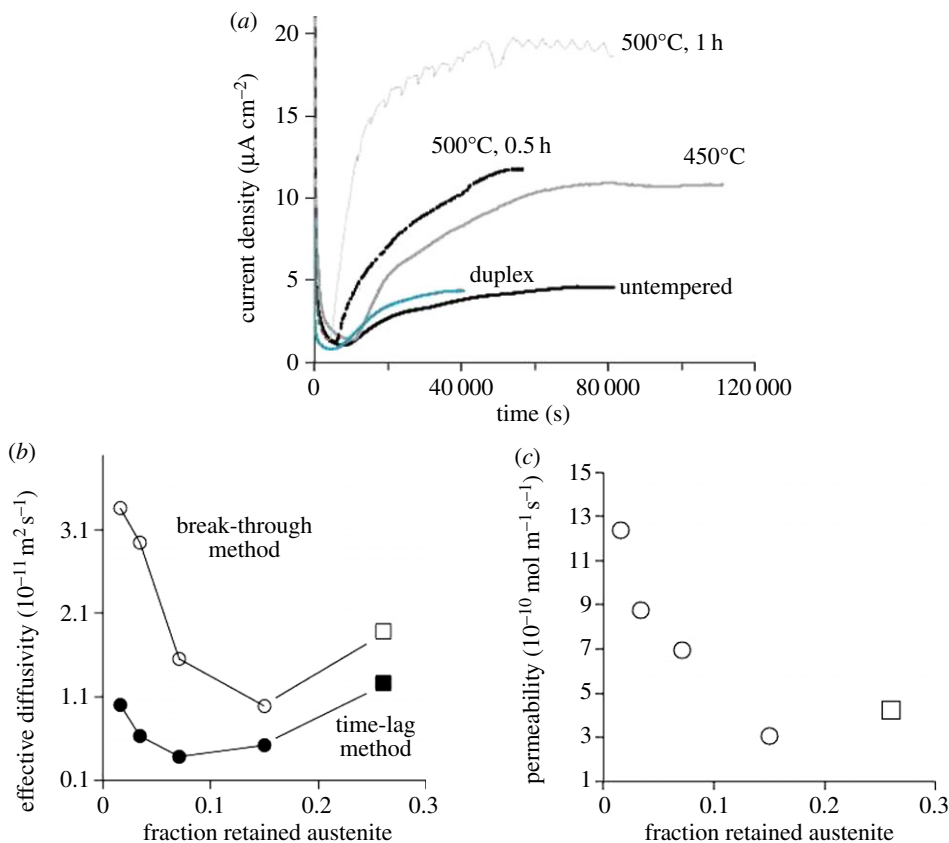 (a)
20
15
10
5
0
current density (µA cm⁻²)
500°C, 1 h
500°C, 0.5 h
450°C
duplex
untempered
0
40 000
80 000
120 000
time (s)
(b)
3.1
2.1
1.1
0.1
effective diffusivity (10⁻¹¹ m² s⁻¹)
break-through
method
time-lag
method
0
0.1
0.2
0.3
fraction retained austenite
(c)
15
13
11
9
7
5
3
1
permeability (10⁻¹⁰ mol m⁻¹ s⁻¹)
0
0.1
0.2
0.3
fraction retained austenite